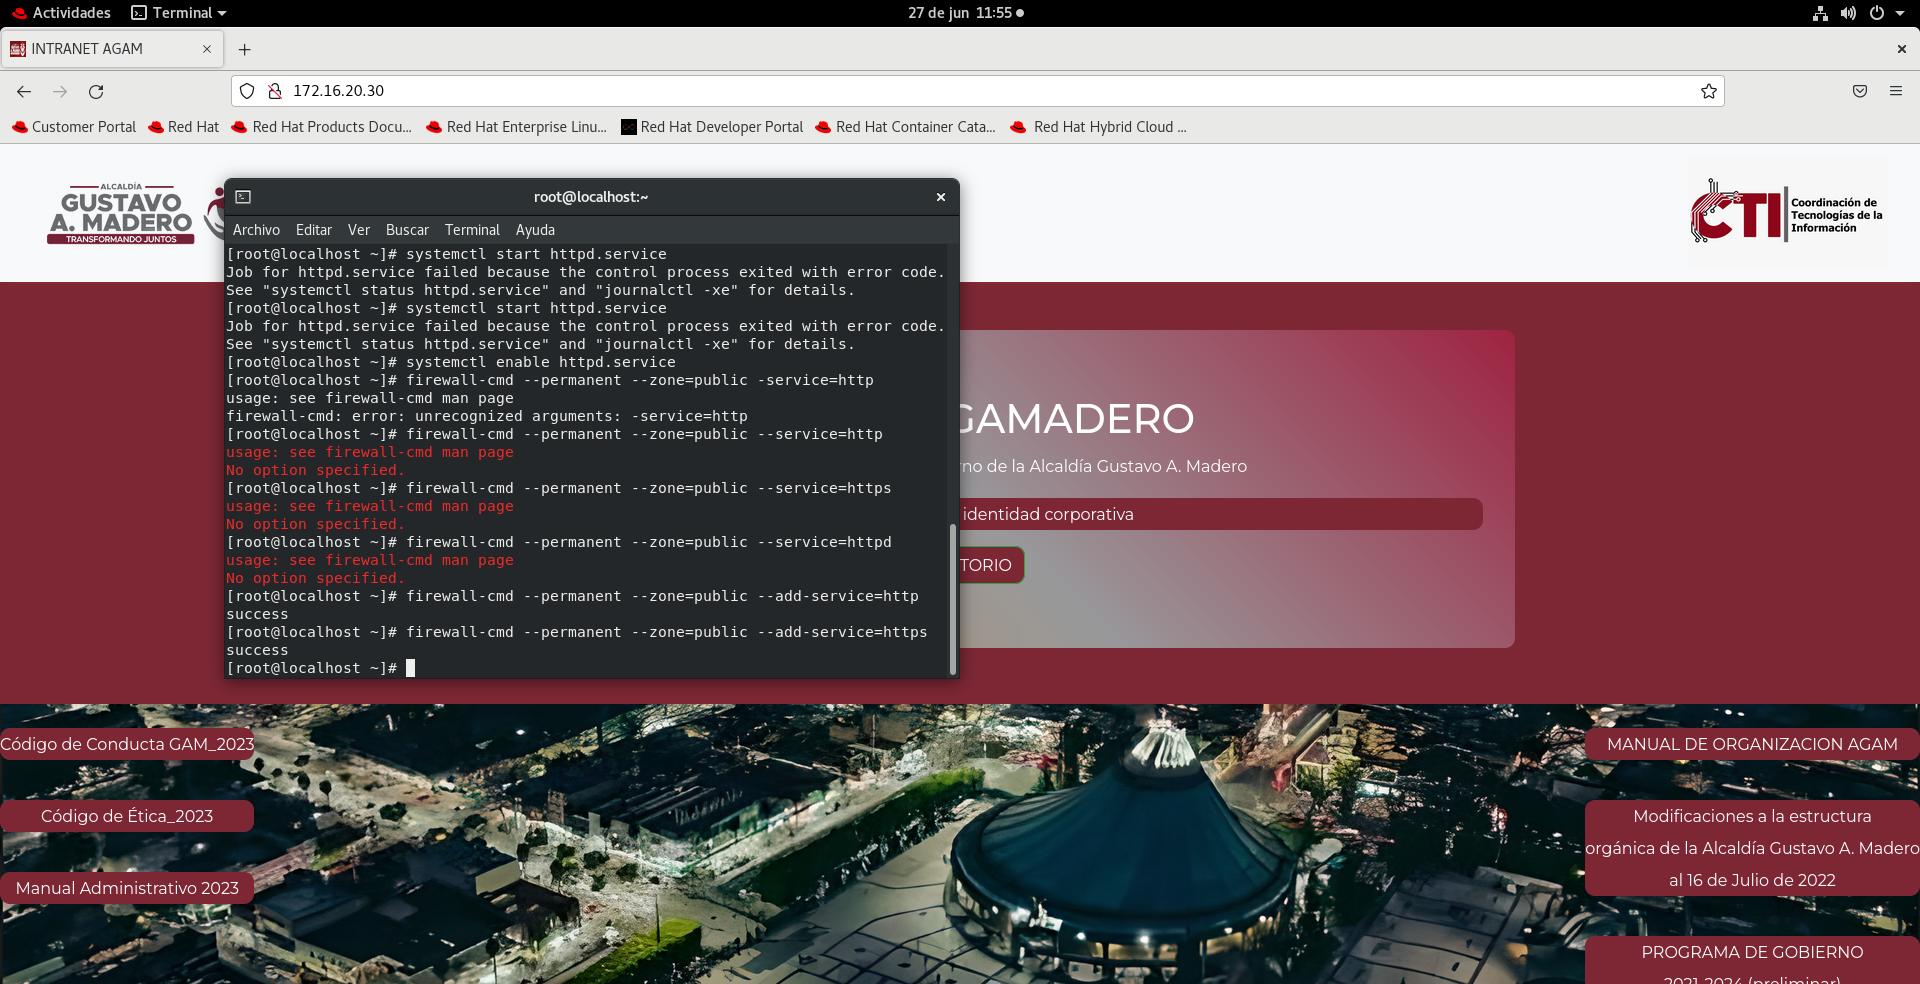 Actividades
Terminal
27 de jun 11:55
INTRANET AGAM
172.16.20.30
Customer Portal
Red Hat
Red Hat Products Docu...
Red Hat Enterprise Linu...
Red Hat Developer Portal
Red Hat Container Cata...
Red Hat Hybrid Cloud ...
ALCALDÍA
GUSTAVO
A. MADERO
TRANSFORMANDO JUNTOS
CTI
Coordinación de
Tecnologías de la
Información
root@localhost:~
Archivo Editar Ver Buscar Terminal Ayuda
[root@localhost ~]# systemctl start httpd.service
Job for httpd.service failed because the control process exited with error code.
See "systemctl status httpd.service" and "journalctl -xe" for details.
[root@localhost ~]# systemctl start httpd.service
Job for httpd.service failed because the control process exited with error code.
See "systemctl status httpd.service" and "journalctl -xe" for details.
[root@localhost ~]# systemctl enable httpd.service
[root@localhost ~]# firewall-cmd --permanent --zone=public -service=http
usage: see firewall-cmd man page
firewall-cmd: error: unrecognized arguments: -service=http
[root@localhost ~]# firewall-cmd --permanent --zone=public --service=http
usage: see firewall-cmd man page
No option specified.
[root@localhost ~]# firewall-cmd --permanent --zone=public --service=https
usage: see firewall-cmd man page
No option specified.
[root@localhost ~]# firewall-cmd --permanent --zone=public --service=httpd
usage: see firewall-cmd man page
No option specified.
[root@localhost ~]# firewall-cmd --permanent --zone=public --add-service=http
success
[root@localhost ~]# firewall-cmd --permanent --zone=public --add-service=https
success
[root@localhost ~]#
GAMADERO
rno de la Alcaldía Gustavo A. Madero
identidad corporativa
TORIO
Código de Conducta GAM_2023
Código de Ética_2023
Manual Administrativo 2023
MANUAL DE ORGANIZACION AGAM
Modificaciones a la estructura
orgánica de la Alcaldía Gustavo A. Madero
al 16 de Julio de 2022
PROGRAMA DE GOBIERNO
2021-2024 (preliminar)